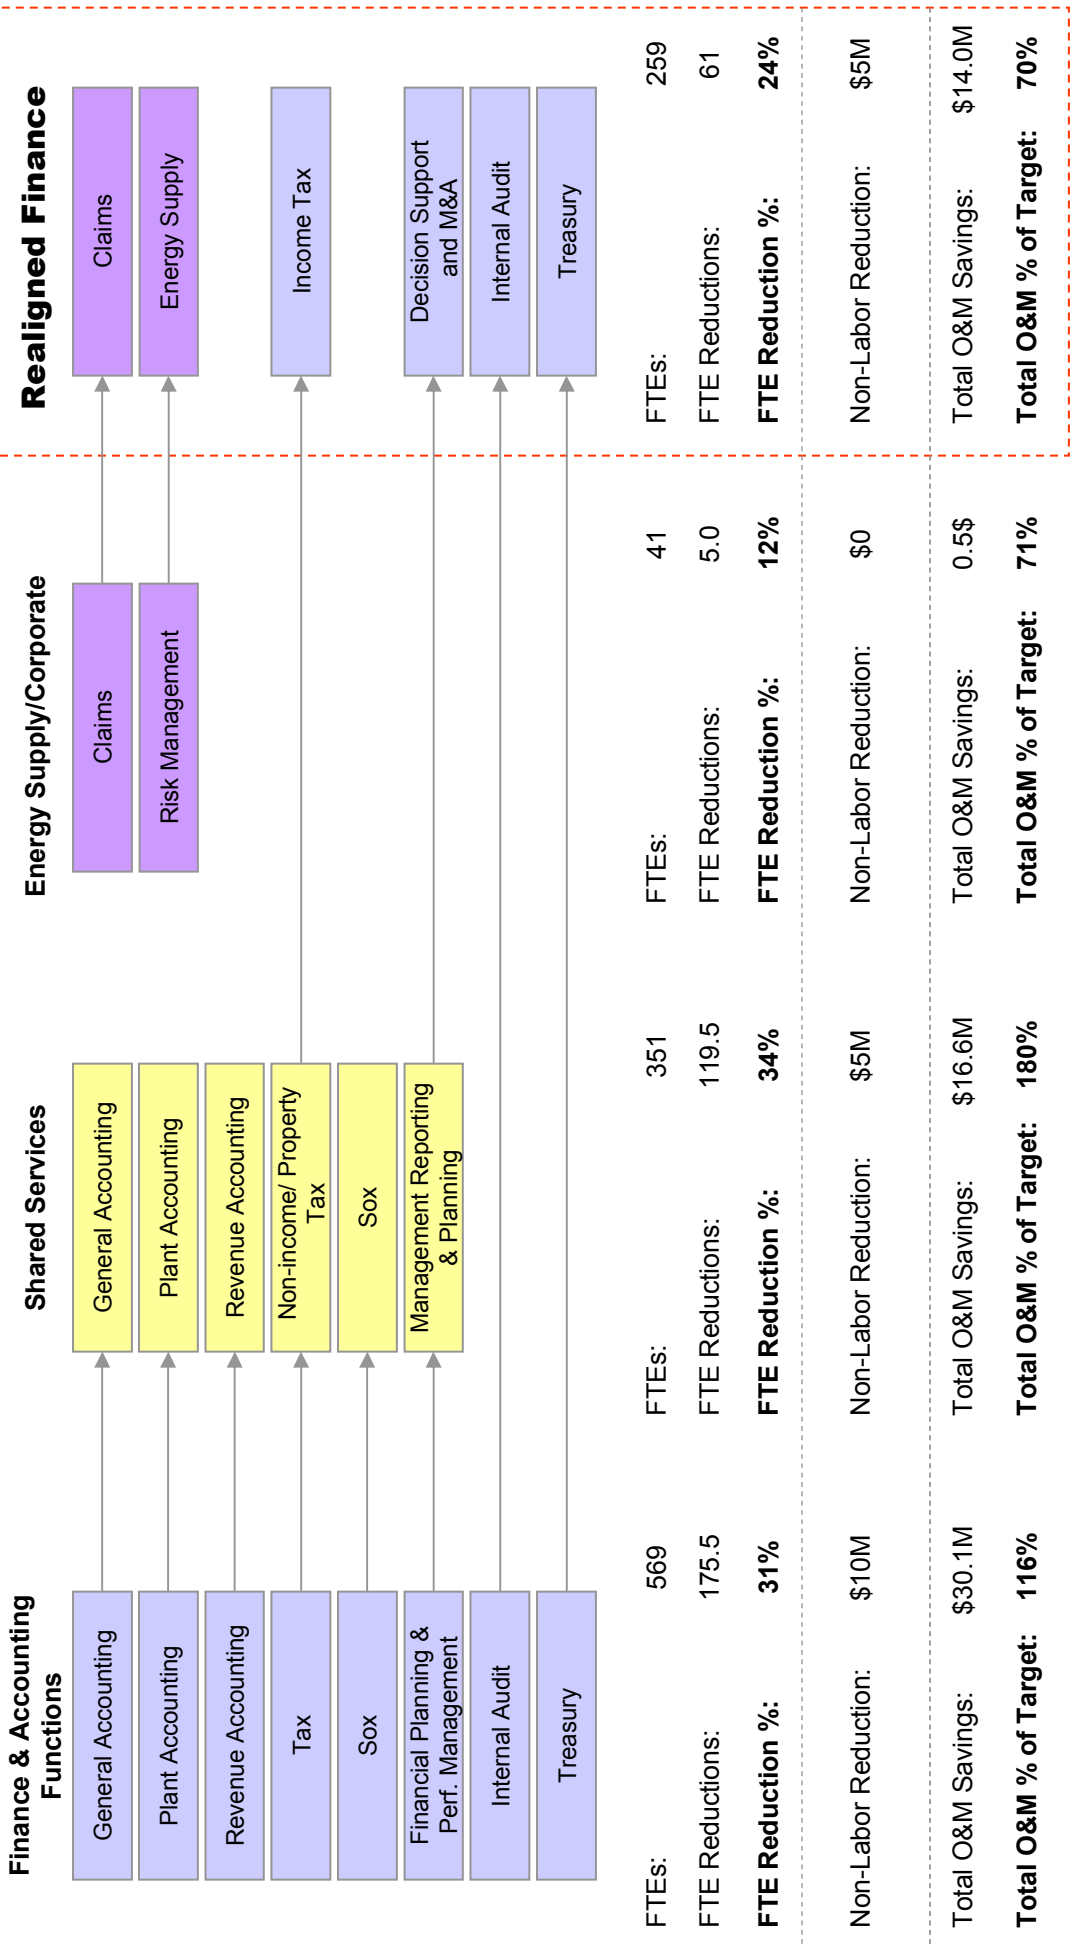 Finance & Accounting
Functions
General Accounting
Plant Accounting
Revenue Accounting
Tax
Sox
Financial Planning &
Perf. Management
Internal Audit
Treasury
FTEs: 569
FTE Reductions: 175.5
FTE Reduction %: 31%
Non-Labor Reduction: $10M
Total O&M Savings: $30.1M
Total O&M % of Target: 116%
Shared Services
General Accounting
Plant Accounting
Revenue Accounting
Non-income/ Property
Tax
Sox
Management Reporting
& Planning
FTEs: 351
FTE Reductions: 119.5
FTE Reduction %: 34%
Non-Labor Reduction: $5M
Total O&M Savings: $16.6M
Total O&M % of Target: 180%
Energy Supply/Corporate
Claims
Risk Management
FTEs: 41
FTE Reductions: 5.0
FTE Reduction %: 12%
Non-Labor Reduction: $0
Total O&M Savings: 0.5$
Total O&M % of Target: 71%
Realigned Finance
Claims
Energy Supply
Income Tax
Decision Support
and M&A
Internal Audit
Treasury
FTEs: 259
FTE Reductions: 61
FTE Reduction %: 24%
Non-Labor Reduction: $5M
Total O&M Savings: $14.0M
Total O&M % of Target: 70%